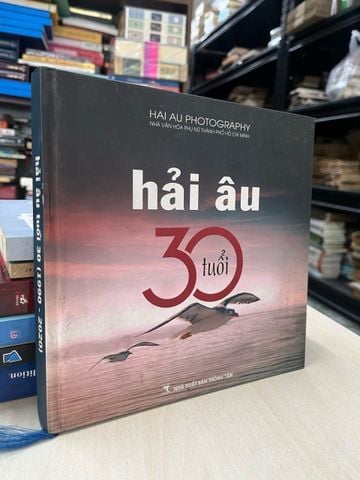 HAI AU PHOTOGRAPHY
NHÀ VĂN HÓA PHỤ NỮ THÀNH PHỐ HỒ CHÍ MINH
hải âu
30
tuổi
NHÀ XUẤT BẢN THÔNG TẤN
hải âu tuổi 30 (1990 - 2020)
dition.